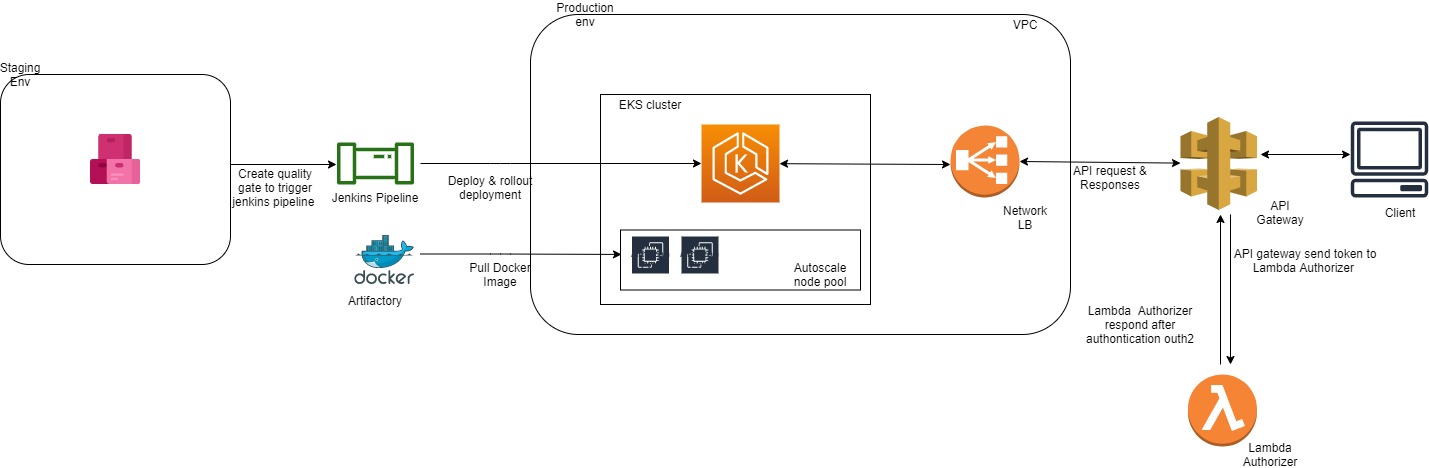 Production
env
VPC
Staging
Env
EKS cluster
K
Create quality
gate to trigger
jenkins pipeline
Jenkins Pipeline
Deploy & rollout
deployment
API request &
Responses
Network
LB
API
Gateway
Client
docker
Artifactory
Pull Docker
Image
Autoscale
node pool
API gateway send token to
Lambda Authorizer
Lambda  Authorizer
respond after
authontication outh2
λ
Lambda
Authorizer